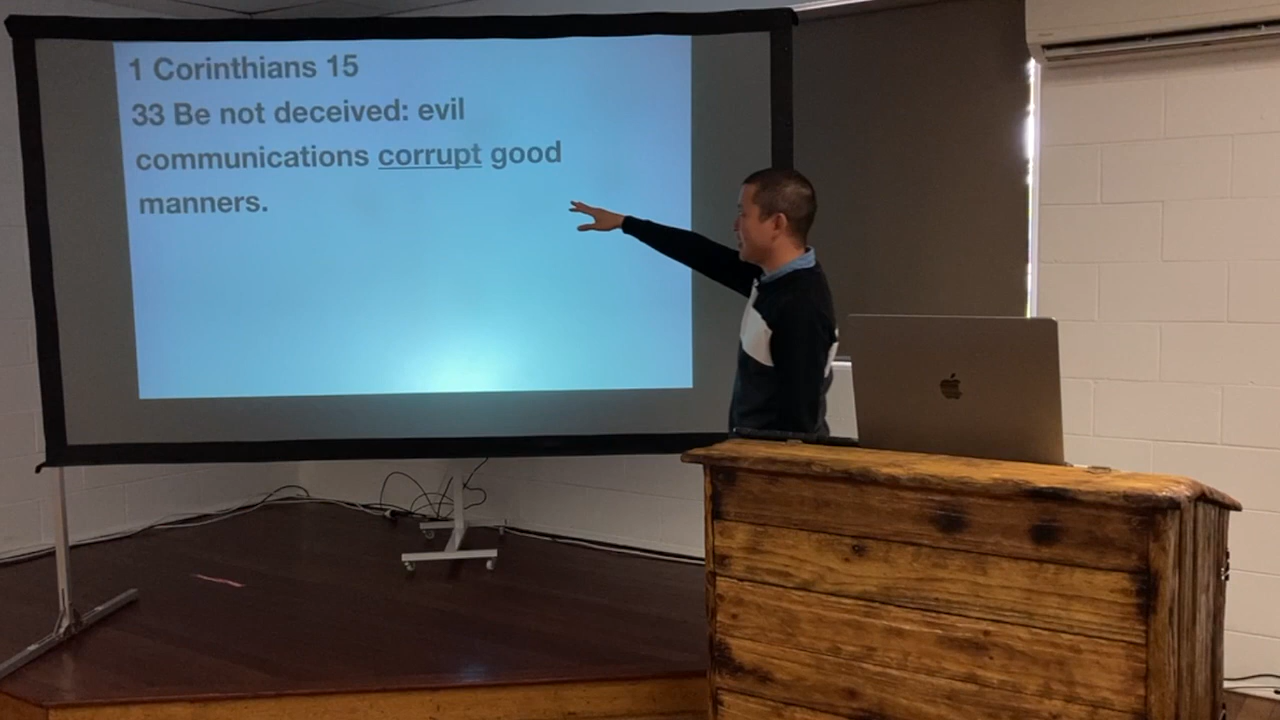 1 Corinthians 15
33 Be not deceived: evil
communications corrupt good
manners.